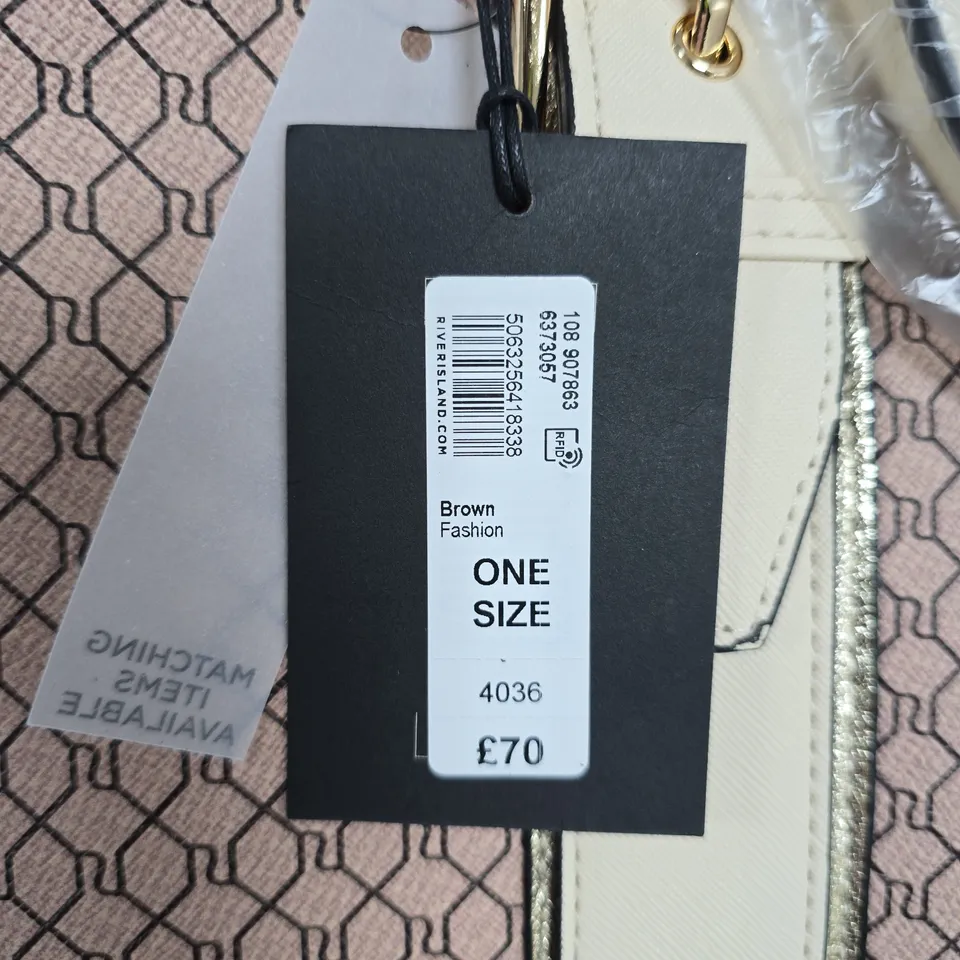 108 907863
6373057
RFID
5063256418338
RIVERISLAND.COM
Brown
Fashion
ONE
SIZE
4036
£70
MATCHING
ITEMS
AVAILABLE